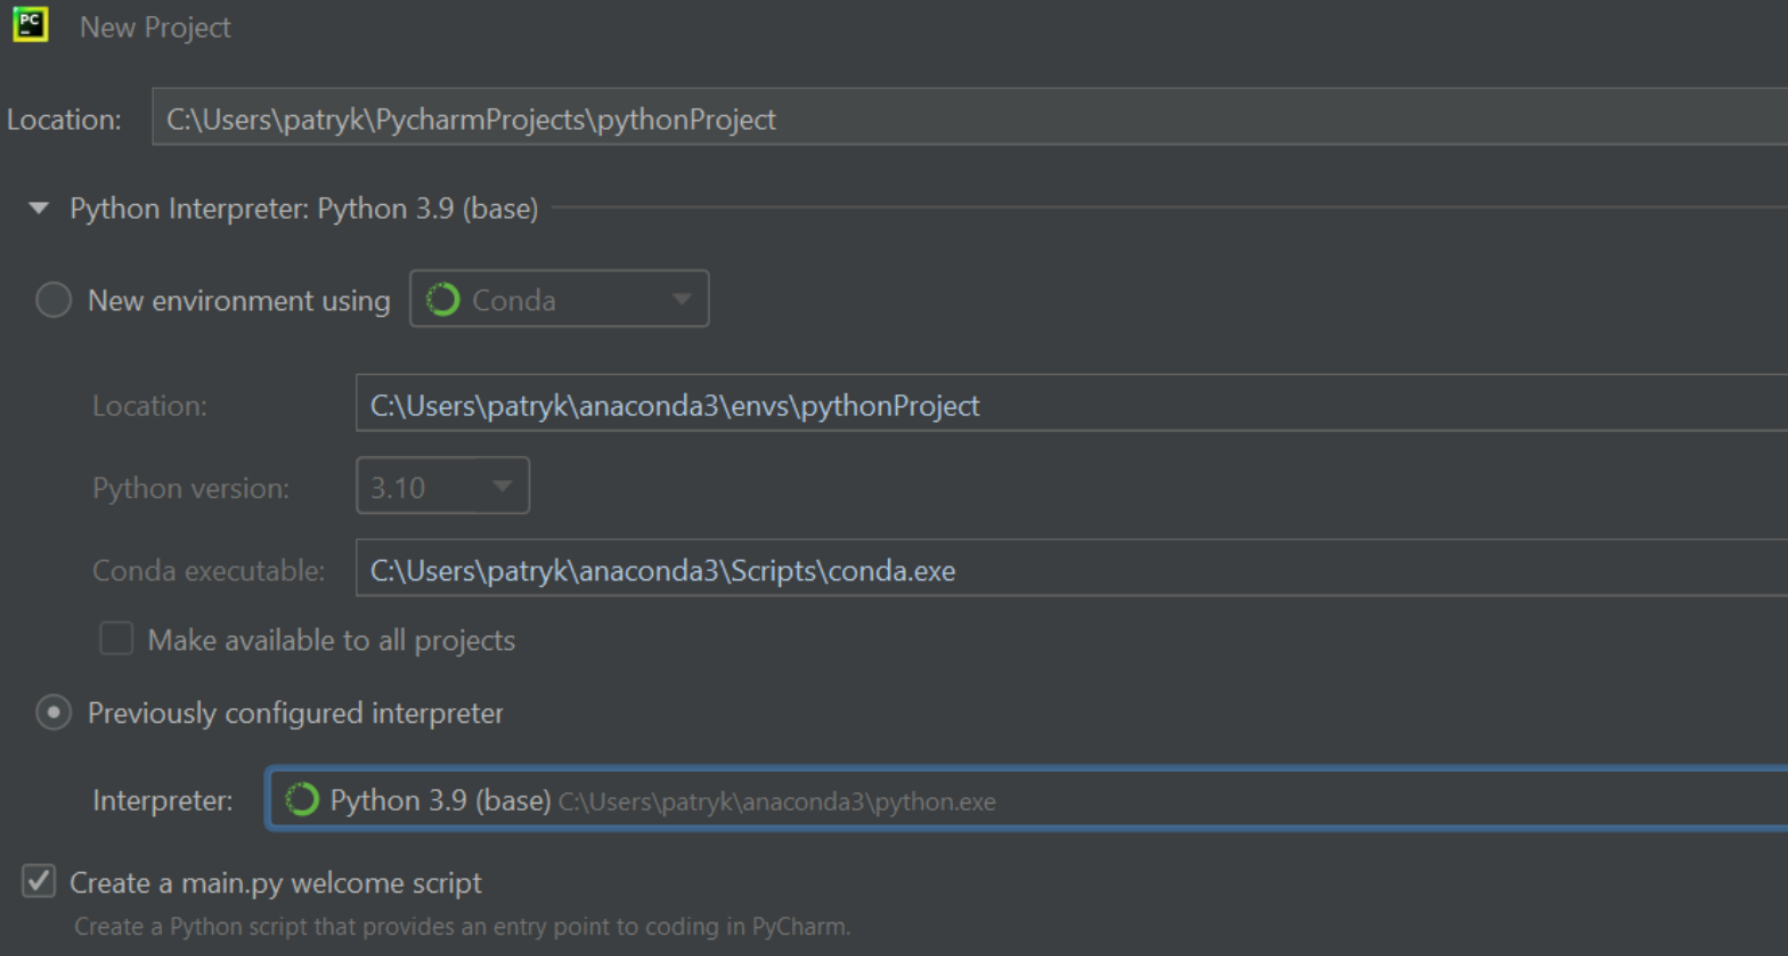 PC New Project
Location: C:\Users\patryk\PycharmProjects\pythonProject
Python Interpreter: Python 3.9 (base)
New environment using Conda
Location: C:\Users\patryk\anaconda3\envs\pythonProject
Python version: 3.10
Conda executable: C:\Users\patryk\anaconda3\Scripts\conda.exe
Make available to all projects
Previously configured interpreter
Interpreter: Python 3.9 (base) C:\Users\patryk\anaconda3\python.exe
Create a main.py welcome script
Create a Python script that provides an entry point to coding in PyCharm.